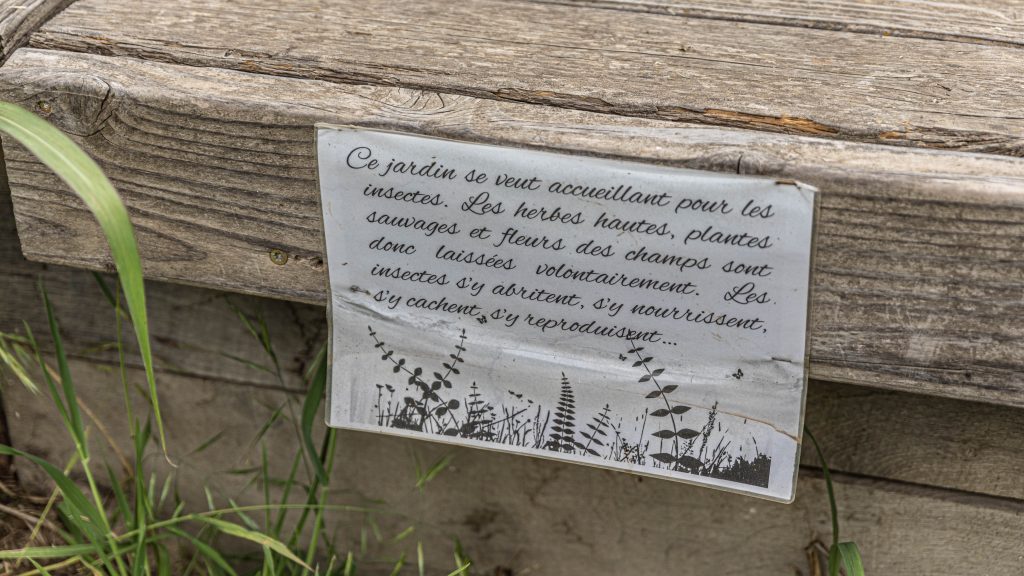 Ce jardin se veut accueillant pour les
insectes. Les herbes hautes, plantes
sauvages et fleurs des champs sont
donc laissées volontairement. Les
insectes s'y abritent, s'y nourrissent,
s'y cachent, s'y reproduisent...